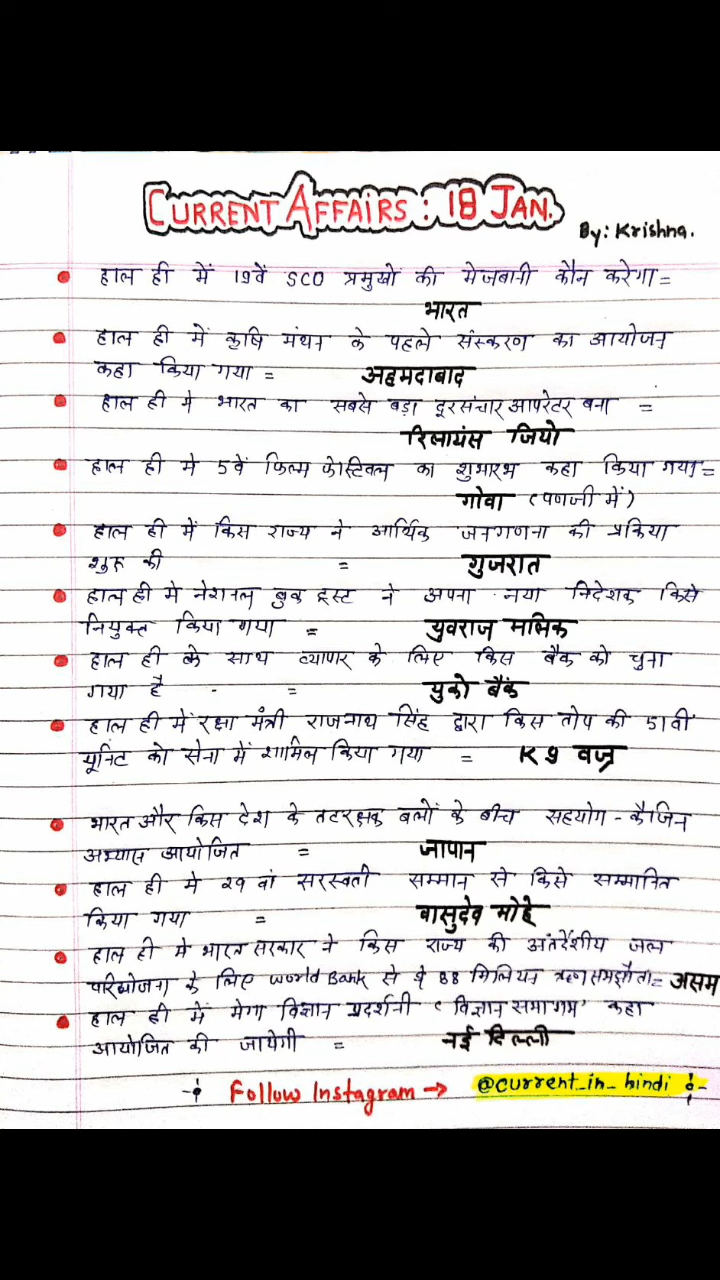 CURRENT AFFAIRS : 18 JAN.
By: Krishna.
हाल ही में 19वें SCO प्रमुखों की मेजबानी कौन करेगा =
भारत
हाल ही में कृषि मंथन के पहले संस्करण का आयोजन
कहा किया गया = अहमदाबाद
हाल ही मे भारत का सबसे बड़ा दूरसंचार आपरेटर बना =
रिलायंस जियो
हाल ही मे 5वें फिल्म फेस्टिवल का शुभारंभ कहा किया गया =
गोवा (पणजी में)
हाल ही में किस राज्य ने आर्थिक जनगणना की प्रकिया
शुरू की = गुजरात
हाल ही मे नेशनल बुक ट्रस्ट ने अपना नया निदेशक किसे
नियुक्त किया गया = युवराज मलिक
हाल ही के साथ व्यापार के लिए किस बैंक को चुना
गया है = युको बैंक
हाल ही में रक्षा मंत्री राजनाथ सिंह द्वारा किस तोप की 51वी
यूनिट को सेना में शामिल किया गया = K 9 वज्र
भारत और किस देश के तटरक्षक बलों के बीच सहयोग - कैजिन
अभ्यास आयोजित = जापान
हाल ही मे 29 वां सरस्वती सम्मान से किसे सम्मानित
किया गया = वासुदेव मोहे
हाल ही मे भारत सरकार ने किस राज्य की अंतर्देशीय जल
परियोजना के लिए World Bank से 88 मिलियन ऋण समझौता = असम
हाल ही में मेगा विज्ञान प्रदर्शनी 'विज्ञान समागम' कहा
आयोजित की जायेगी = नई दिल्ली
Follow Instagram → @current_in_hindi